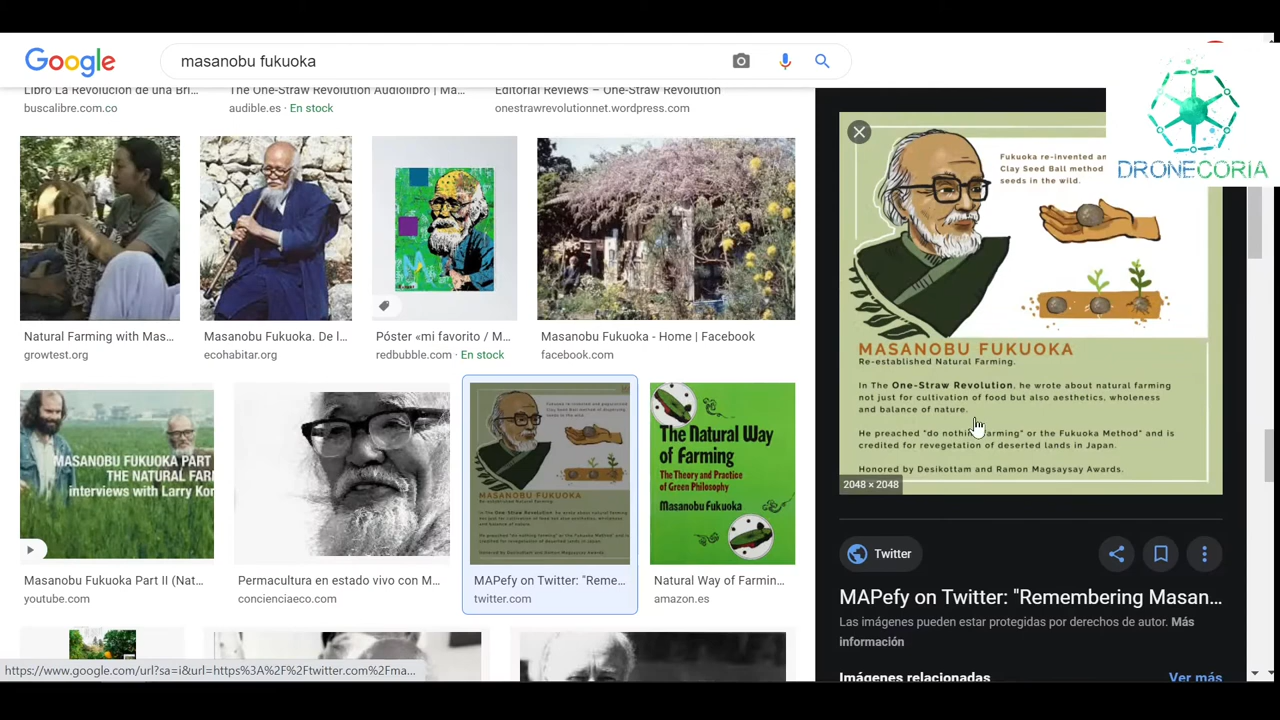 Google
masanobu fukuoka
Libro La Revolución de una Bri...
buscalibre.com.co
The One-Straw Revolution Audiolibro | Ma...
audible.es · En stock
Editorial Reviews – One-Straw Revolution
onestrawrevolutionnet.wordpress.com
Natural Farming with Mas...
growtest.org
Masanobu Fukuoka. De l...
ecohabitar.org
Póster «mi favorito / M...
redbubble.com · En stock
Masanobu Fukuoka - Home | Facebook
facebook.com
MASANOBU FUKUOKA PART
THE NATURAL FAR
interviews with Larry Kor
Masanobu Fukuoka Part II (Nat...
youtube.com
Permacultura en estado vivo con M...
concienciaeco.com
MASANOBU FUKUOKA
MAPefy on Twitter: "Reme...
twitter.com
The Natural Way
of Farming
The Theory and Practice
of Green Philosophy
Masanobu Fukuoka
Natural Way of Farmin...
amazon.es
https://www.google.com/url?sa=i&url=https%3A%2F%2Ftwitter.com%2Fma...
DRONECORIA
Fukuoka re-invented an
Clay Seed Ball method
seeds in the wild.
MASANOBU FUKUOKA
Re-established Natural Farming.
In The One-Straw Revolution, he wrote about natural farming
not just for cultivation of food but also aesthetics, wholeness
and balance of nature.
He preached "do nothing farming" or the Fukuoka Method" and is
credited for revegetation of deserted lands in Japan.
Honored by Desikottam and Ramon Magsaysay Awards.
2048 × 2048
Twitter
MAPefy on Twitter: "Remembering Masan...
Las imágenes pueden estar protegidas por derechos de autor. Más
información
Imágenes relacionadas
Ver más